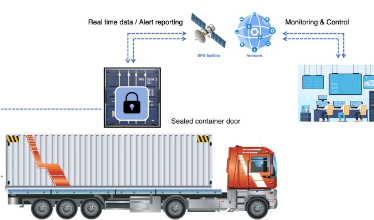 Real time data / Alert reporting
Monitoring & Control
GPS Satellite
Network
Sealed container door